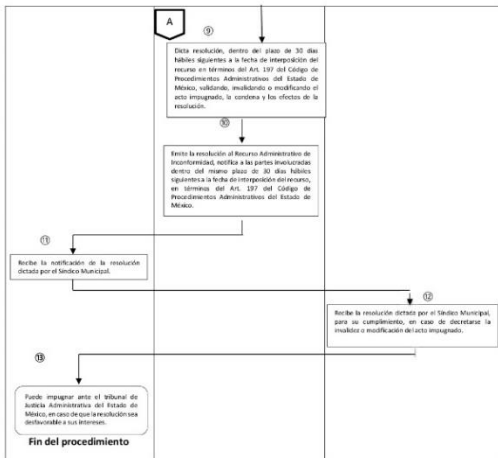 A
⑨
Dicta resolución, dentro del plazo de 30 días
hábiles siguientes a la fecha de interposición del
recurso en términos del Art. 197 del Código de
Procedimientos Administrativos del Estado de
México, validando, invalidando o modificando el
acto impugnado, la condena y los efectos de la
resolución.
⑩
Emite la resolución al Recurso Administrativo de
Inconformidad, notifica a las partes involucradas
dentro del mismo plazo de 30 días hábiles
siguientes a la fecha de interposición del recurso,
en términos del Art. 197 del Código de
Procedimientos Administrativos del Estado de
México.
⑪
Recibe la notificación de la resolución
dictada por el Síndico Municipal.
⑫
Recibe la resolución dictada por el Síndico Municipal,
para su cumplimiento, en caso de decretarse la
invalidez o modificación del acto impugnado.
⑬
Puede impugnar ante el tribunal de
Justicia Administrativa del Estado de
México, en caso de que la resolución sea
desfavorable a sus intereses.
Fin del procedimiento